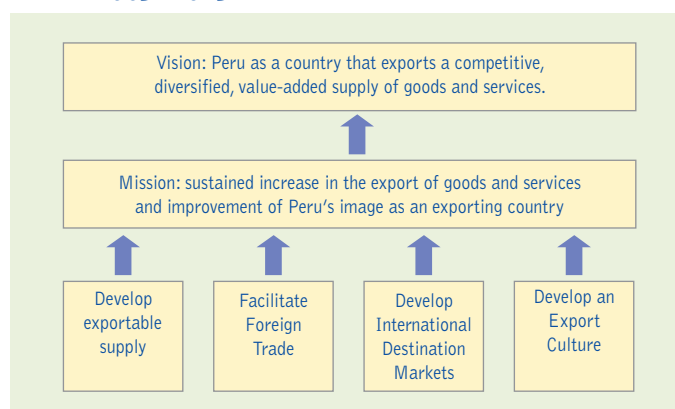 Vision: Peru as a country that exports a competitive,
diversified, value-added supply of goods and services.
Mission: sustained increase in the export of goods and services
and improvement of Peru's image as an exporting country
Develop
exportable
supply
Facilitate
Foreign
Trade
Develop
International
Destination
Markets
Develop an
Export
Culture